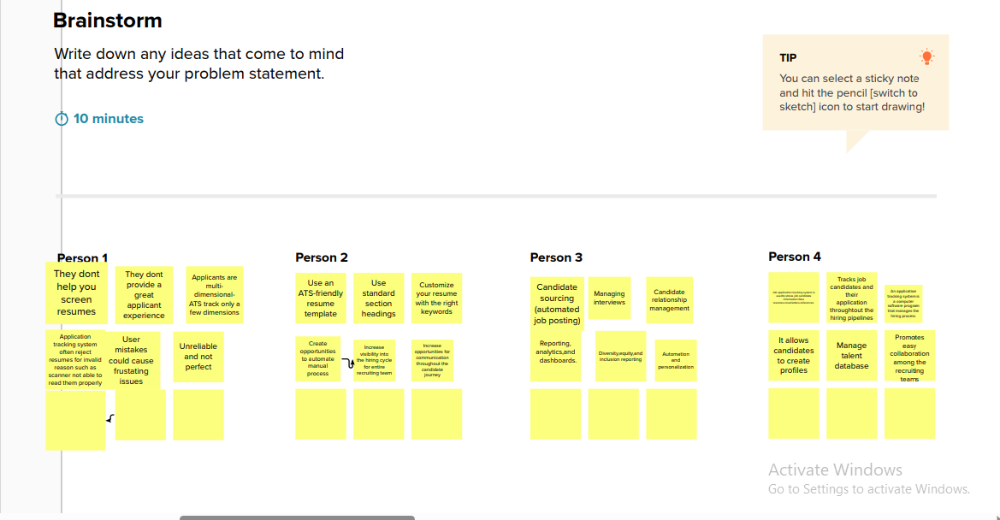 Brainstorm
Write down any ideas that come to mind
that address your problem statement.
10 minutes
TIP
You can select a sticky note
and hit the pencil [switch to
sketch] icon to start drawing!
Person 1
They dont
help you
screen
resumes
They dont
provide a
great
applicant
experience
Applicants are
multi-
dimensional-
ATS track only a
few dimensions
Application
tracking system
often reject
resumes for invalid
reason such as
scanner not able to
read them properly
User
mistakes
could cause
frustating
issues
Unreliable
and not
perfect
Person 2
Use an
ATS-friendly
resume
template
Use
standard
section
headings
Customize
your resume
with the right
keywords
Create
opportunities
to automate
manual
process
Increase
visibility into
the hiring cycle
for entire
recruiting team
Increase
opportunities for
communication
throughout the
candidate
journey
Person 3
Candidate
sourcing
(automated
job posting)
Managing
interviews
Candidate
relationship
management
Reporting,
analytics,and
dashboards.
Diversity,equity,and
inclusion reporting
Automation
and
personalization
Person 4
Tracks job
candidates and
their
application
throughtout the
hiring pipelines
An application
tracking system is
a computer
software program
that manages the
hiring process
It allows
candidates
to create
profiles
Manage
talent
database
Promotes
easy
collaboration
among the
recruiting
teams
Activate Windows
Go to Settings to activate Windows.